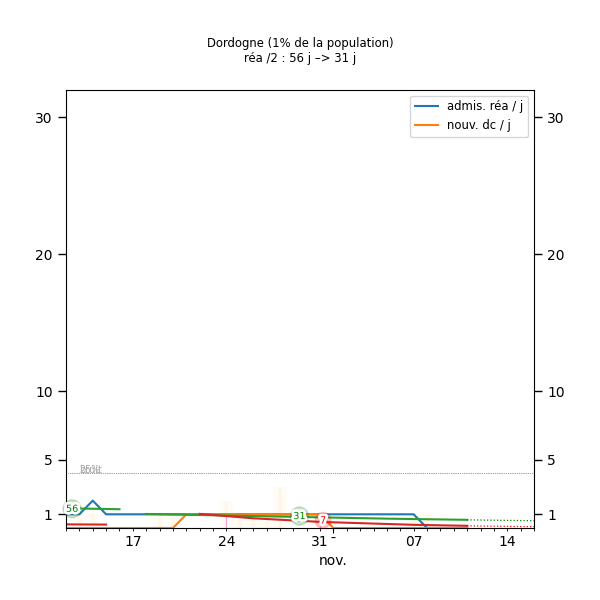 Dordogne (1% de la population)
réa /2 : 56 j –> 31 j
admis. réa / j
nouv. dc / j
30 30
20 20
10 10
5 5
56 31 7
1 1
17 24 31 07 14
nov.